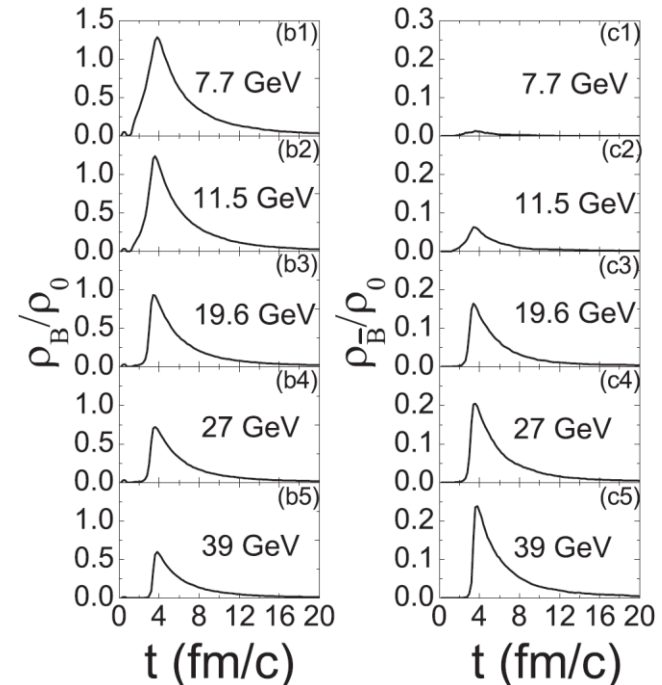 ρB/ρ0
1.5
1.0
0.5
0.0
(b1)
7.7 GeV
1.0
0.5
0.0
(b2)
11.5 GeV
1.0
0.5
0.0
(b3)
19.6 GeV
1.0
0.5
0.0
(b4)
27 GeV
1.0
0.5
0.0
(b5)
39 GeV
0 4 8 12 16 20
t (fm/c)
ρB̅/ρ0
0.3
0.2
0.1
0.0
(c1)
7.7 GeV
0.2
0.1
0.0
(c2)
11.5 GeV
0.2
0.1
0.0
(c3)
19.6 GeV
0.2
0.1
0.0
(c4)
27 GeV
0.2
0.1
0.0
(c5)
39 GeV
0 4 8 12 16 20
t (fm/c)